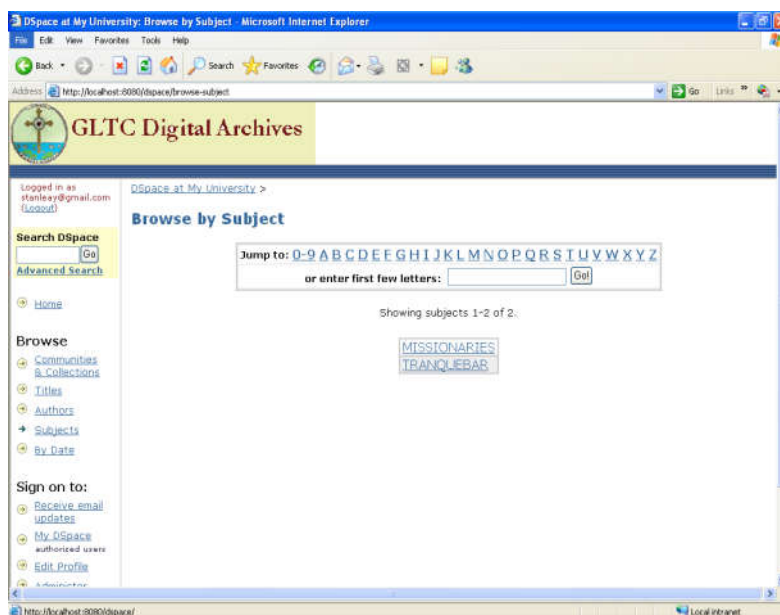 DSpace at My University: Browse by Subject - Microsoft Internet Explorer
File Edit View Favorites Tools Help
Back Search Favorites
Address http://localhost:8080/dspace/browse-subject Go Links
GLTC Digital Archives
Logged in as
stanleay@gmail.com
(Logout)
Search DSpace
Go
Advanced Search
Home
Browse
Communities
& Collections
Titles
Authors
Subjects
By Date
Sign on to:
Receive email
updates
My DSpace
authorized users
Edit Profile
DSpace at My University >
Browse by Subject
Jump to: 0-9 A B C D E F G H I J K L M N O P Q R S T U V W X Y Z
or enter first few letters: Go!
Showing subjects 1-2 of 2.
MISSIONARIES
TRANQUEBAR
http://localhost:8080/dspace/ Local intranet